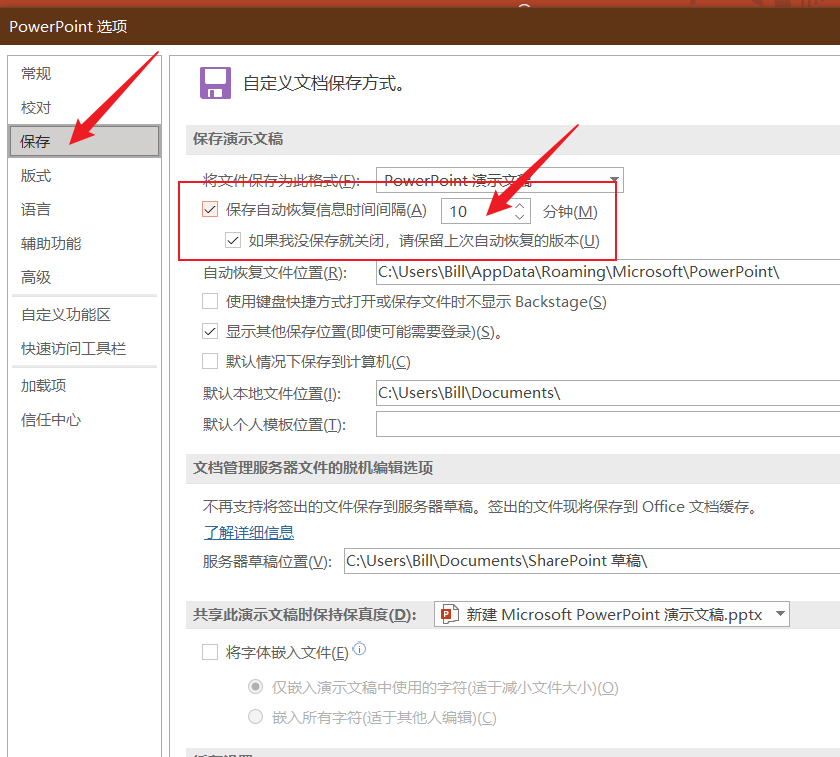 PowerPoint 选项
常规
校对
保存
版式
语言
辅助功能
高级
自定义功能区
快速访问工具栏
加载项
信任中心
自定义文档保存方式。
保存演示文稿
将文件保存为此格式(F): PowerPoint 演示文稿
保存自动恢复信息时间间隔(A) 10 分钟(M)
如果我没保存就关闭，请保留上次自动恢复的版本(U)
自动恢复文件位置(R): C:\Users\Bill\AppData\Roaming\Microsoft\PowerPoint\
使用键盘快捷方式打开或保存文件时不显示 Backstage(S)
显示其他保存位置(即使可能需要登录)(S)。
默认情况下保存到计算机(C)
默认本地文件位置(I): C:\Users\Bill\Documents\
默认个人模板位置(T):
文档管理服务器文件的脱机编辑选项
不再支持将签出的文件保存到服务器草稿。签出的文件现将保存到 Office 文档缓存。
了解详细信息
服务器草稿位置(V): C:\Users\Bill\Documents\SharePoint 草稿\
共享此演示文稿时保持保真度(D): 新建 Microsoft PowerPoint 演示文稿.pptx
将字体嵌入文件(E)
仅嵌入演示文稿中使用的字符(适于减小文件大小)(O)
嵌入所有字符(适于其他人编辑)(C)